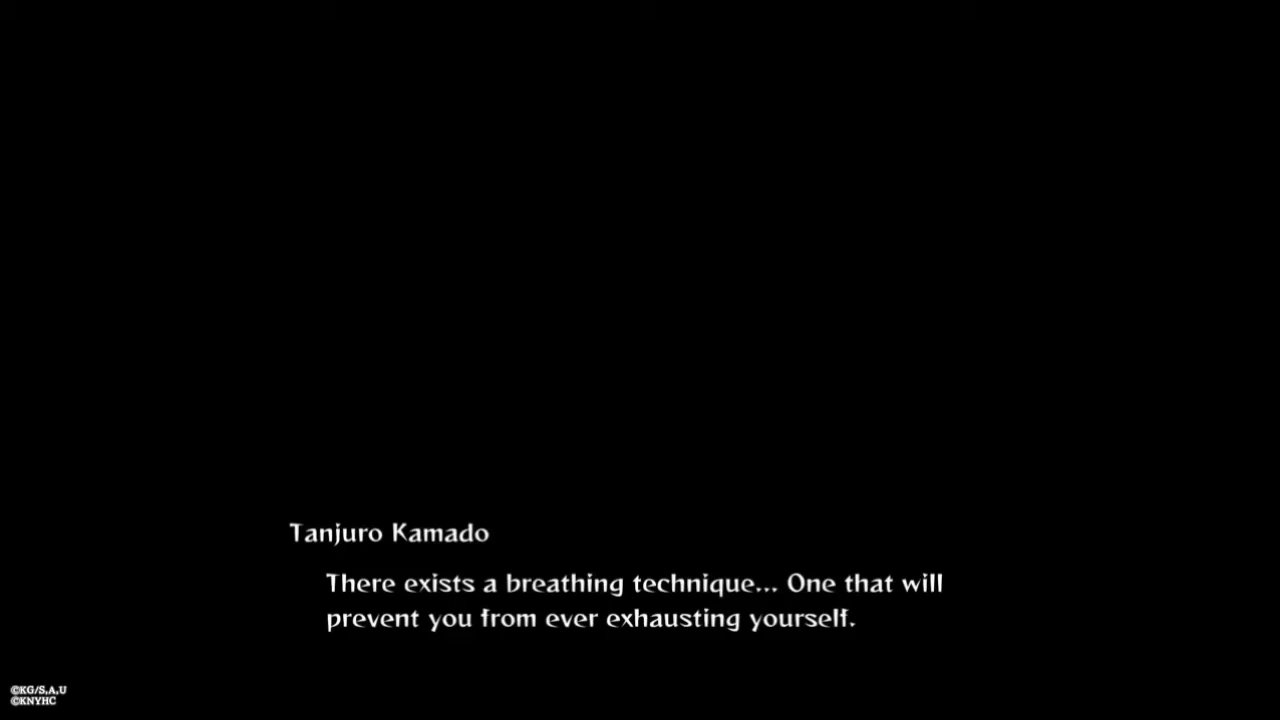 Tanjuro Kamado
There exists a breathing technique... One that will
prevent you from ever exhausting yourself.
©KG/S,A,U
©KNYHC